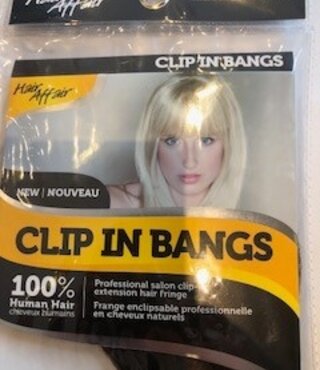 Hair Affair
CLIP IN BANGS
Hair
Affair
NEW | NOUVEAU
CLIP IN BANGS
100%
Human Hair
cheveux humains
Professional salon clip-
extension hair fringe
Frange enclipsable professionnelle
en cheveux naturels